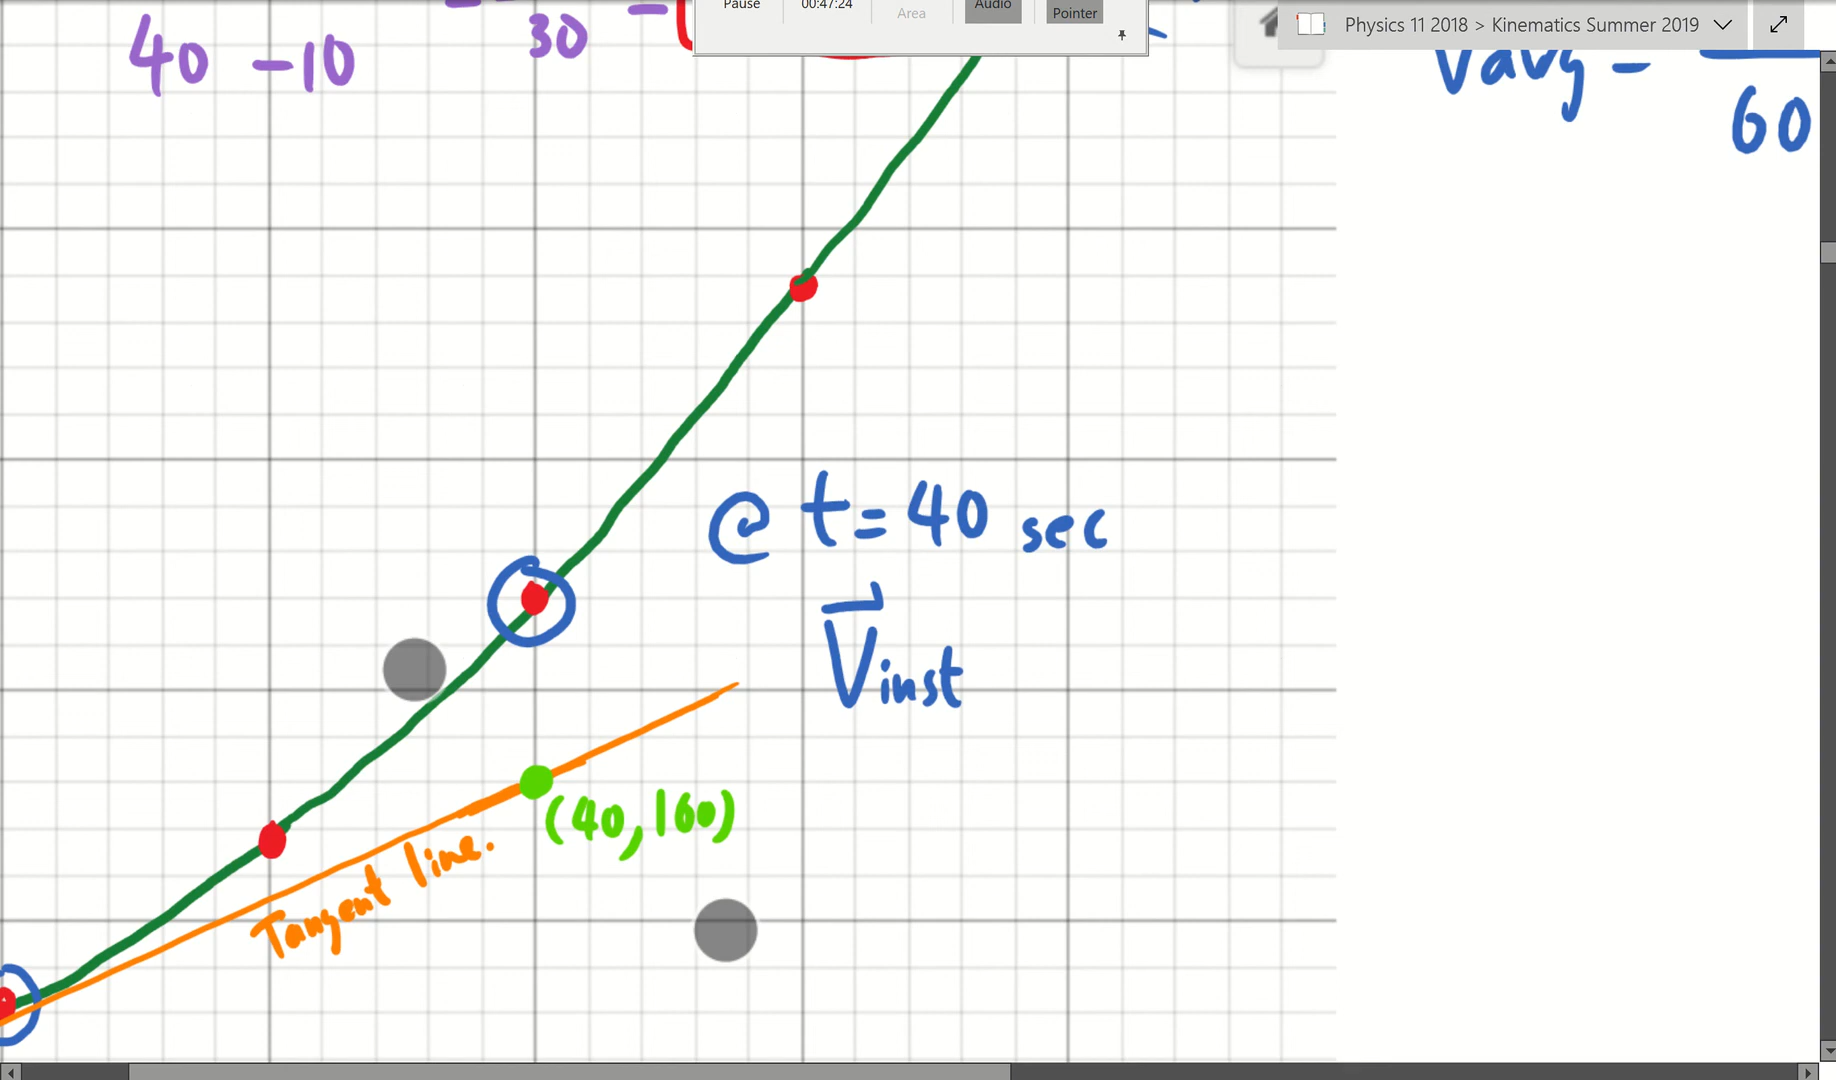 Pause 00:47:24 Area Audio Pointer
Physics 11 2018 > Kinematics Summer 2019
40 -10
30 =
Vavg =
60
@ t = 40 sec
V inst
(40, 160)
Tangent line.